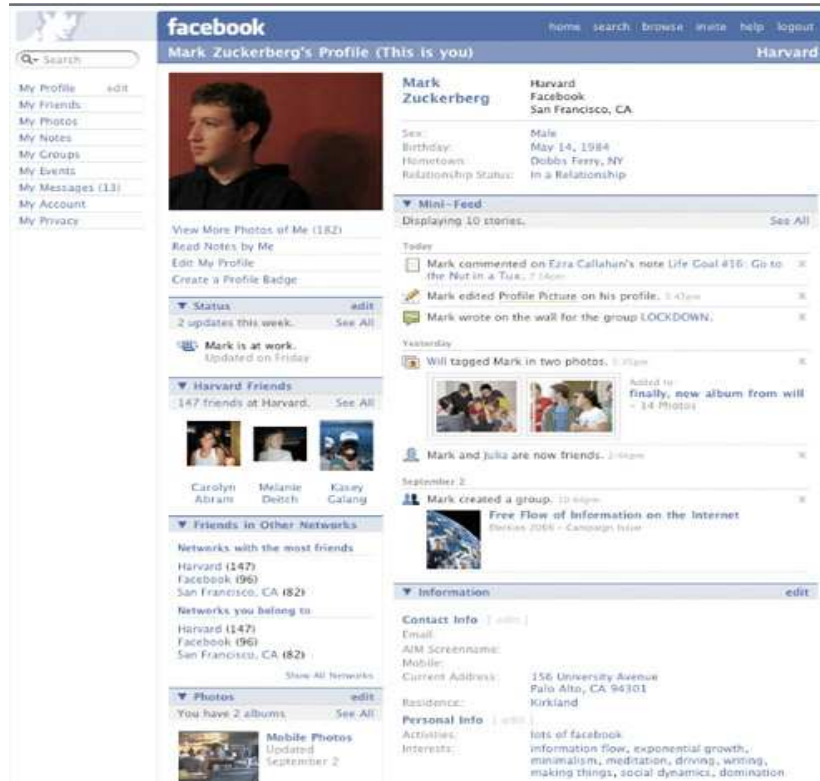 facebook
home search browse invite help logout
Search
Mark Zuckerberg's Profile (This is you) Harvard
My Profile edit
My Friends
My Photos
My Notes
My Groups
My Events
My Messages (13)
My Account
My Privacy
View More Photos of Me (182)
Read Notes by Me
Edit My Profile
Create a Profile Badge
Status edit
2 updates this week. See All
Mark is at work.
Updated on Friday
Harvard Friends
147 friends at Harvard. See All
Carolyn Abram
Melanie Deitch
Kasey Galang
Friends in Other Networks
Networks with the most friends
Harvard (147)
Facebook (96)
San Francisco, CA (82)
Networks you belong to
Harvard (147)
Facebook (96)
San Francisco, CA (82)
Show All Networks
Photos edit
You have 2 albums See All
Mobile Photos
Updated
September 2
Mark
Zuckerberg
Harvard
Facebook
San Francisco, CA
Sex: Male
Birthday: May 14, 1984
Hometown: Dobbs Ferry, NY
Relationship Status: In a Relationship
Mini-Feed
Displaying 10 stories. See All
Today
Mark commented on Ezra Callahan's note Life Goal #16: Go to
the Nut in a Tux.
Mark edited Profile Picture on his profile.
Mark wrote on the wall for the group LOCKDOWN.
Yesterday
Will tagged Mark in two photos.
Added to:
finally, new album from will
- 14 Photos
Mark and Julia are now friends.
September 2
Mark created a group.
Free Flow of Information on the Internet
Election 2006 - Campaign Issue
Information edit
Contact Info [ edit ]
Email:
AIM Screenname:
Mobile:
Current Address: 156 University Avenue
Palo Alto, CA 94301
Residence: Kirkland
Personal Info [ edit ]
Activities: lots of facebook
Interests: information flow, exponential growth,
minimalism, meditation, driving, writing,
making things, social dynamics, domination